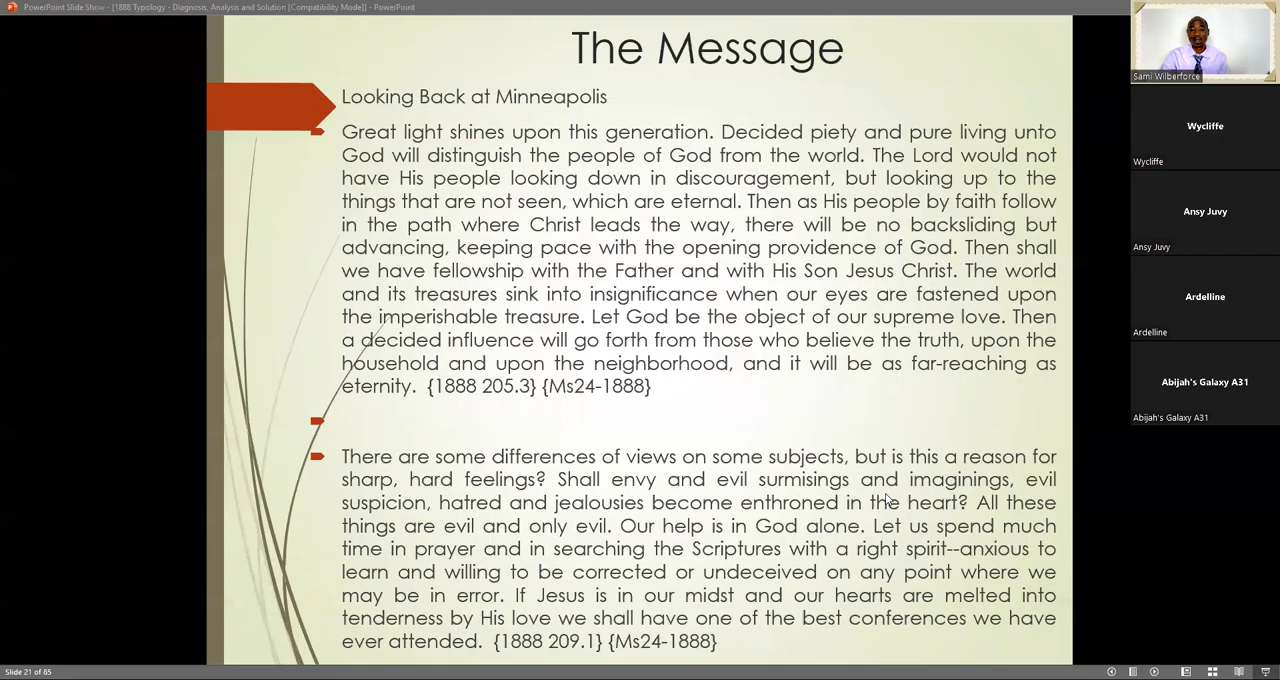 PowerPoint Slide Show - [1888 Typology - Diagnosis, Analysis and Solution [Compatibility Mode]] - PowerPoint
The Message
Looking Back at Minneapolis
Great light shines upon this generation. Decided piety and pure living unto
God will distinguish the people of God from the world. The Lord would not
have His people looking down in discouragement, but looking up to the
things that are not seen, which are eternal. Then as His people by faith follow
in the path where Christ leads the way, there will be no backsliding but
advancing, keeping pace with the opening providence of God. Then shall
we have fellowship with the Father and with His Son Jesus Christ. The world
and its treasures sink into insignificance when our eyes are fastened upon
the imperishable treasure. Let God be the object of our supreme love. Then
a decided influence will go forth from those who believe the truth, upon the
household and upon the neighborhood, and it will be as far-reaching as
eternity. {1888 205.3} {Ms24-1888}
There are some differences of views on some subjects, but is this a reason for
sharp, hard feelings? Shall envy and evil surmisings and imaginings, evil
suspicion, hatred and jealousies become enthroned in the heart? All these
things are evil and only evil. Our help is in God alone. Let us spend much
time in prayer and in searching the Scriptures with a right spirit--anxious to
learn and willing to be corrected or undeceived on any point where we
may be in error. If Jesus is in our midst and our hearts are melted into
tenderness by His love we shall have one of the best conferences we have
ever attended. {1888 209.1} {Ms24-1888}
Slide 21 of 85
Sami Wilberforce
Wycliffe
Wycliffe
Ansy Juvy
Ansy Juvy
Ardelline
Ardelline
Abijah's Galaxy A31
Abijah's Galaxy A31